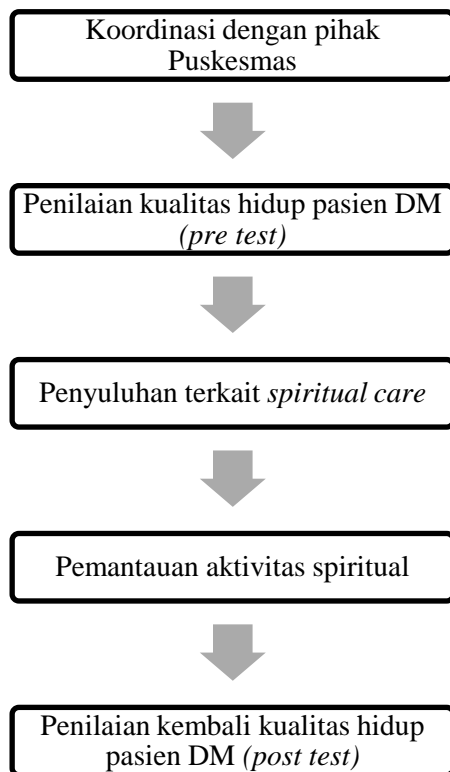 Koordinasi dengan pihak
Puskesmas
Penilaian kualitas hidup pasien DM
(pre test)
Penyuluhan terkait spiritual care
Pemantauan aktivitas spiritual
Penilaian kembali kualitas hidup
pasien DM (post test)